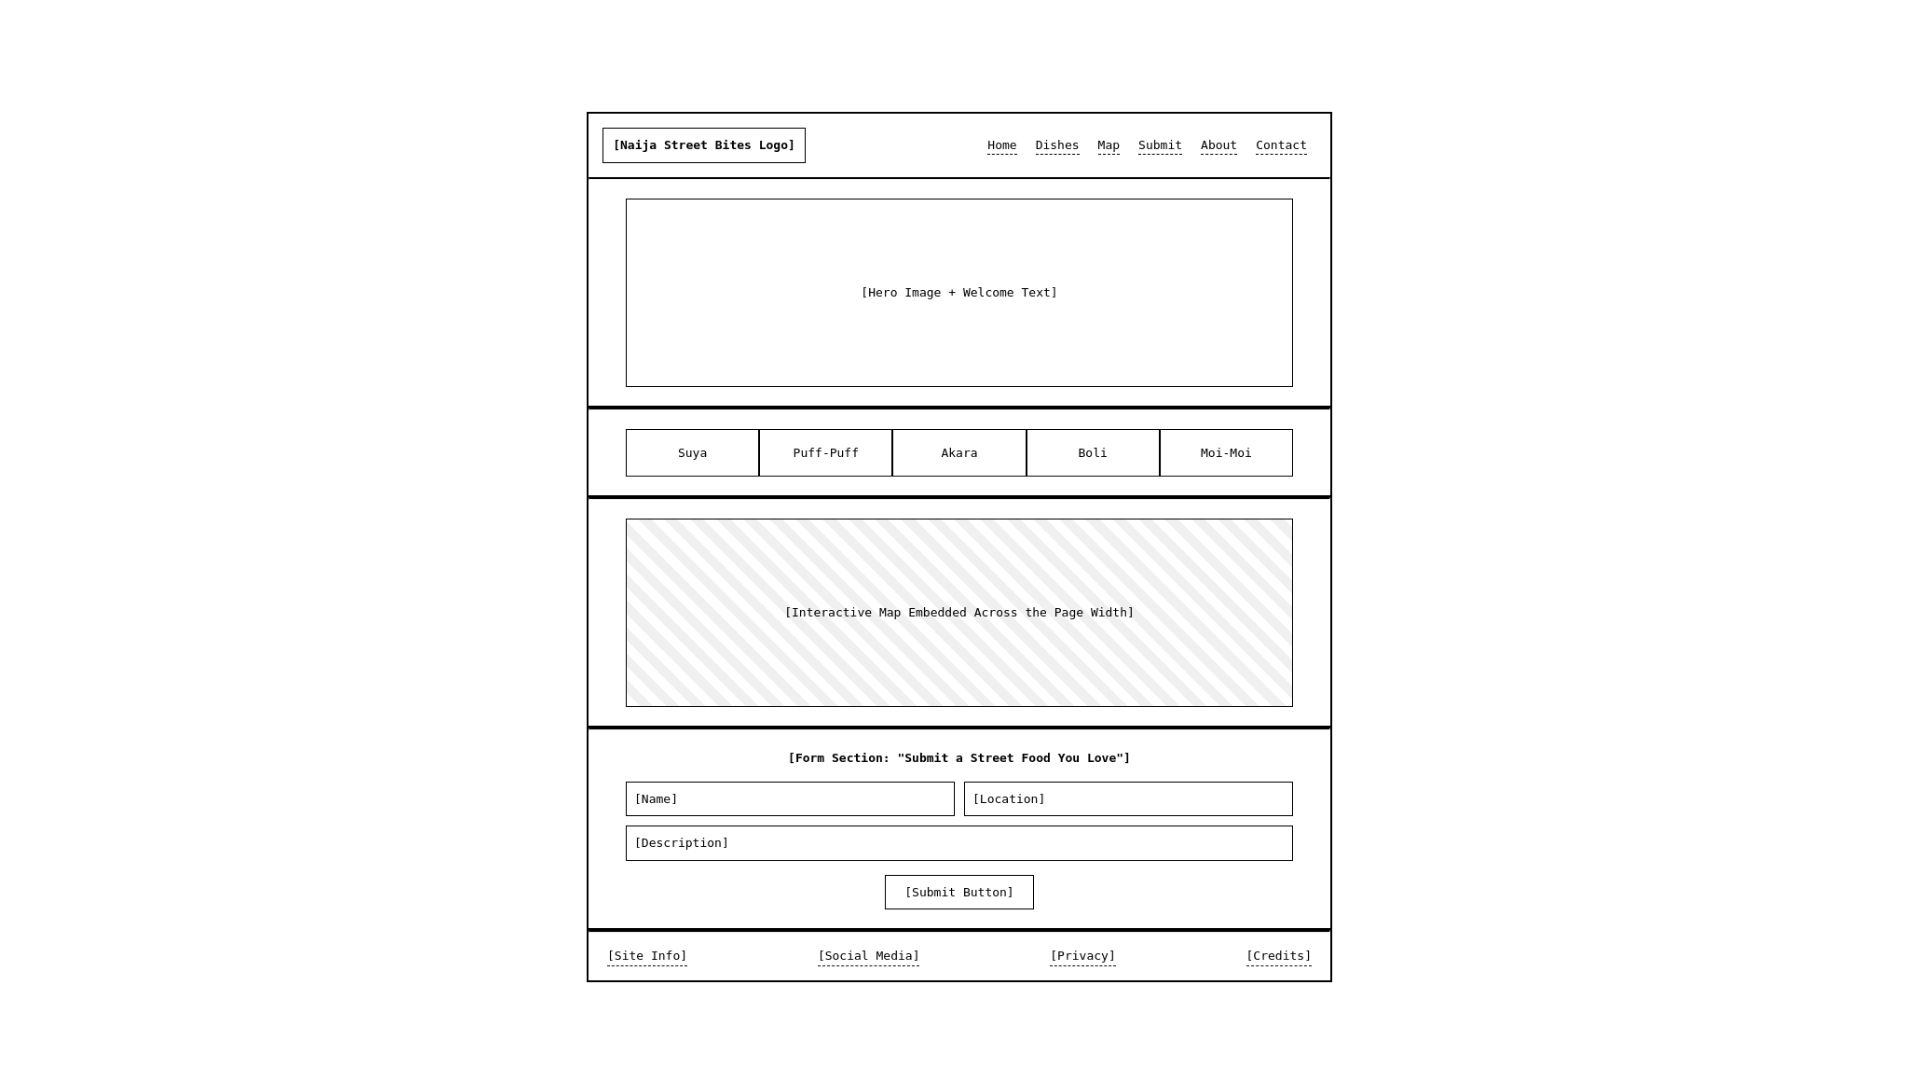 [Naija Street Bites Logo] Home Dishes Map Submit About Contact
[Hero Image + Welcome Text]
Suya Puff-Puff Akara Boli Moi-Moi
[Interactive Map Embedded Across the Page Width]
[Form Section: "Submit a Street Food You Love"]
[Name] [Location]
[Description]
[Submit Button]
[Site Info] [Social Media] [Privacy] [Credits]